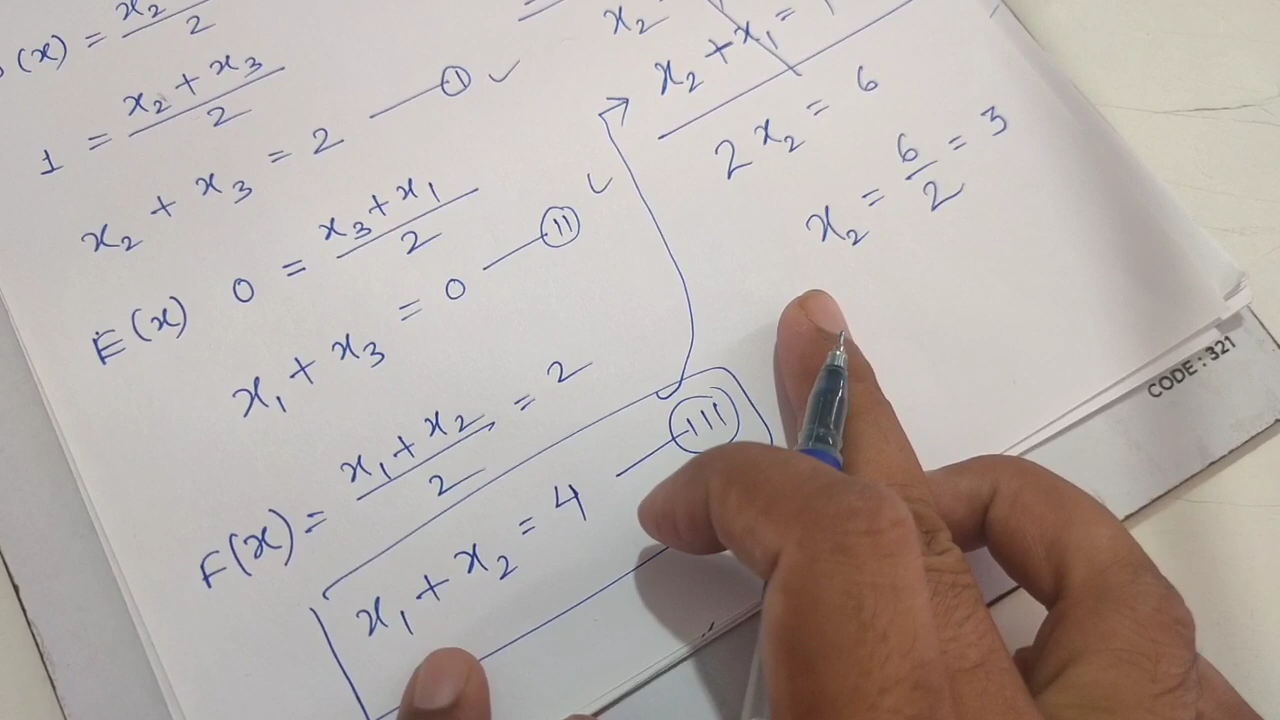 (x) = x₂/2
1 = (x₂ + x₃)/2
x₂ + x₃ = 2 — (I) ✓
E(x) 0 = (x₃ + x₁)/2
x₁ + x₃ = 0 — (II) ✓
F(x) = (x₁ + x₂)/2 = 2
x₁ + x₂ = 4 — (III)
x₂
x₂ + x₁ =
2x₂ = 6
x₂ = 6/2 = 3
CODE : 321